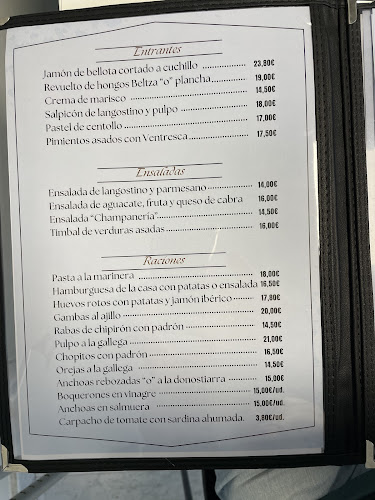 Entrantes
Jamón de bellota cortado a cuchillo 23,80€
Revuelto de hongos Beltza "o" plancha 19,00€
Crema de marisco 14,50€
Salpicón de langostino y pulpo 18,00€
Pastel de centollo 17,00€
Pimientos asados con Ventresca 17,50€
Ensaladas
Ensalada de langostino y parmesano 14,00€
Ensalada de aguacate, fruta y queso de cabra 16,00€
Ensalada "Champanería" 14,50€
Timbal de verduras asadas 16,00€
Raciones
Pasta a la marinera 18,00€
Hamburguesa de la casa con patatas o ensalada 16,50€
Huevos rotos con patatas y jamón ibérico 17,80€
Gambas al ajillo 20,00€
Rabas de chipirón con padrón 14,50€
Pulpo a la gallega 21,00€
Chopitos con padrón 16,50€
Orejas a la gallega 14,50€
Anchoas rebozadas "o" a la donostiarra 15,00€
Boquerones en vinagre 15,00€/ud.
Anchoas en salmuera 15,00€/ud.
Carpacho de tomate con sardina ahumada. 3,80€/ud.